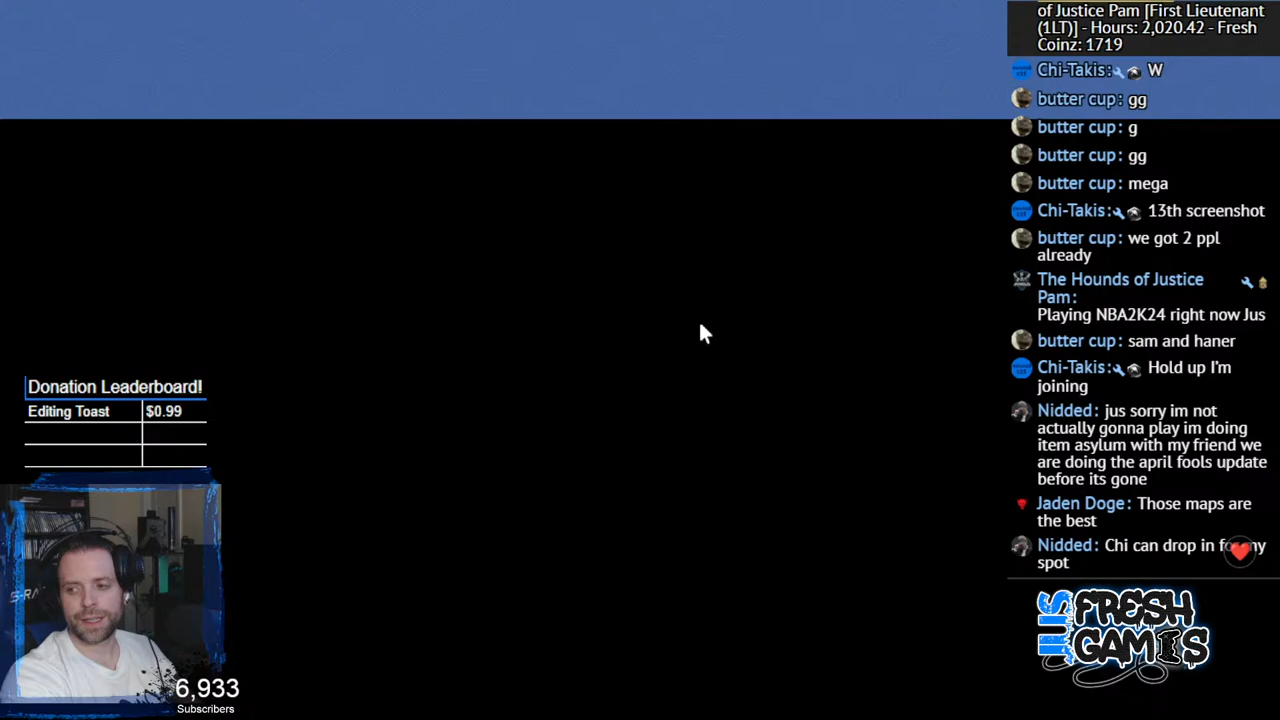 of Justice Pam [First Lieutenant
(1LT)] - Hours: 2,020.42 - Fresh
Coinz: 1719
Chi-Takis: W
butter cup: gg
butter cup: g
butter cup: gg
butter cup: mega
Chi-Takis: 13th screenshot
butter cup: we got 2 ppl
already
The Hounds of Justice
Pam:
Playing NBA2K24 right now Jus
butter cup: sam and haner
Chi-Takis: Hold up I'm
joining
Nidded: jus sorry im not
actually gonna play im doing
item asylum with my friend we
are doing the april fools update
before its gone
Jaden Doge: Those maps are
the best
Nidded: Chi can drop in for my
spot
Donation Leaderboard!
Editing Toast $0.99
6,933
Subscribers
JUS
FRESH
GAMES